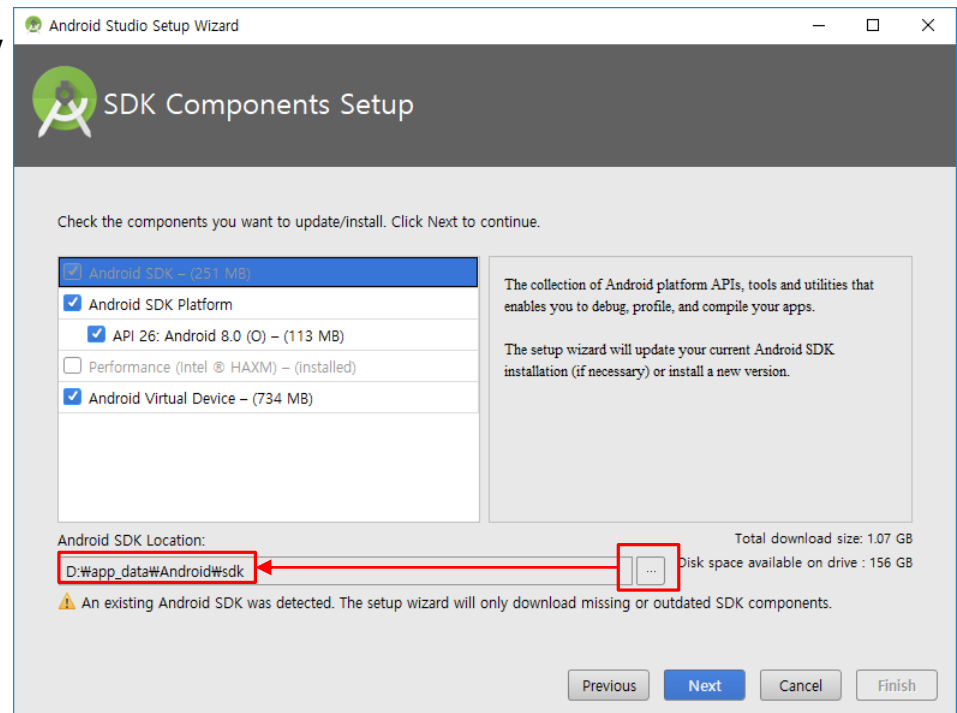 Android Studio Setup Wizard
SDK Components Setup
Check the components you want to update/install. Click Next to continue.
Android SDK – (251 MB)
Android SDK Platform
API 26: Android 8.0 (O) – (113 MB)
Performance (Intel ® HAXM) – (installed)
Android Virtual Device – (734 MB)
The collection of Android platform APIs, tools and utilities that
enables you to debug, profile, and compile your apps.
The setup wizard will update your current Android SDK
installation (if necessary) or install a new version.
Android SDK Location:
Total download size: 1.07 GB
D:₩app_data₩Android₩sdk
...
Disk space available on drive : 156 GB
An existing Android SDK was detected. The setup wizard will only download missing or outdated SDK components.
Previous
Next
Cancel
Finish